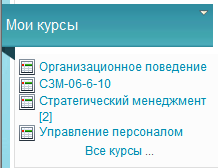 Мои курсы
Организационное поведение
СЗМ-06-6-10
Стратегический менеджмент
[2]
Управление персоналом
Все курсы ...